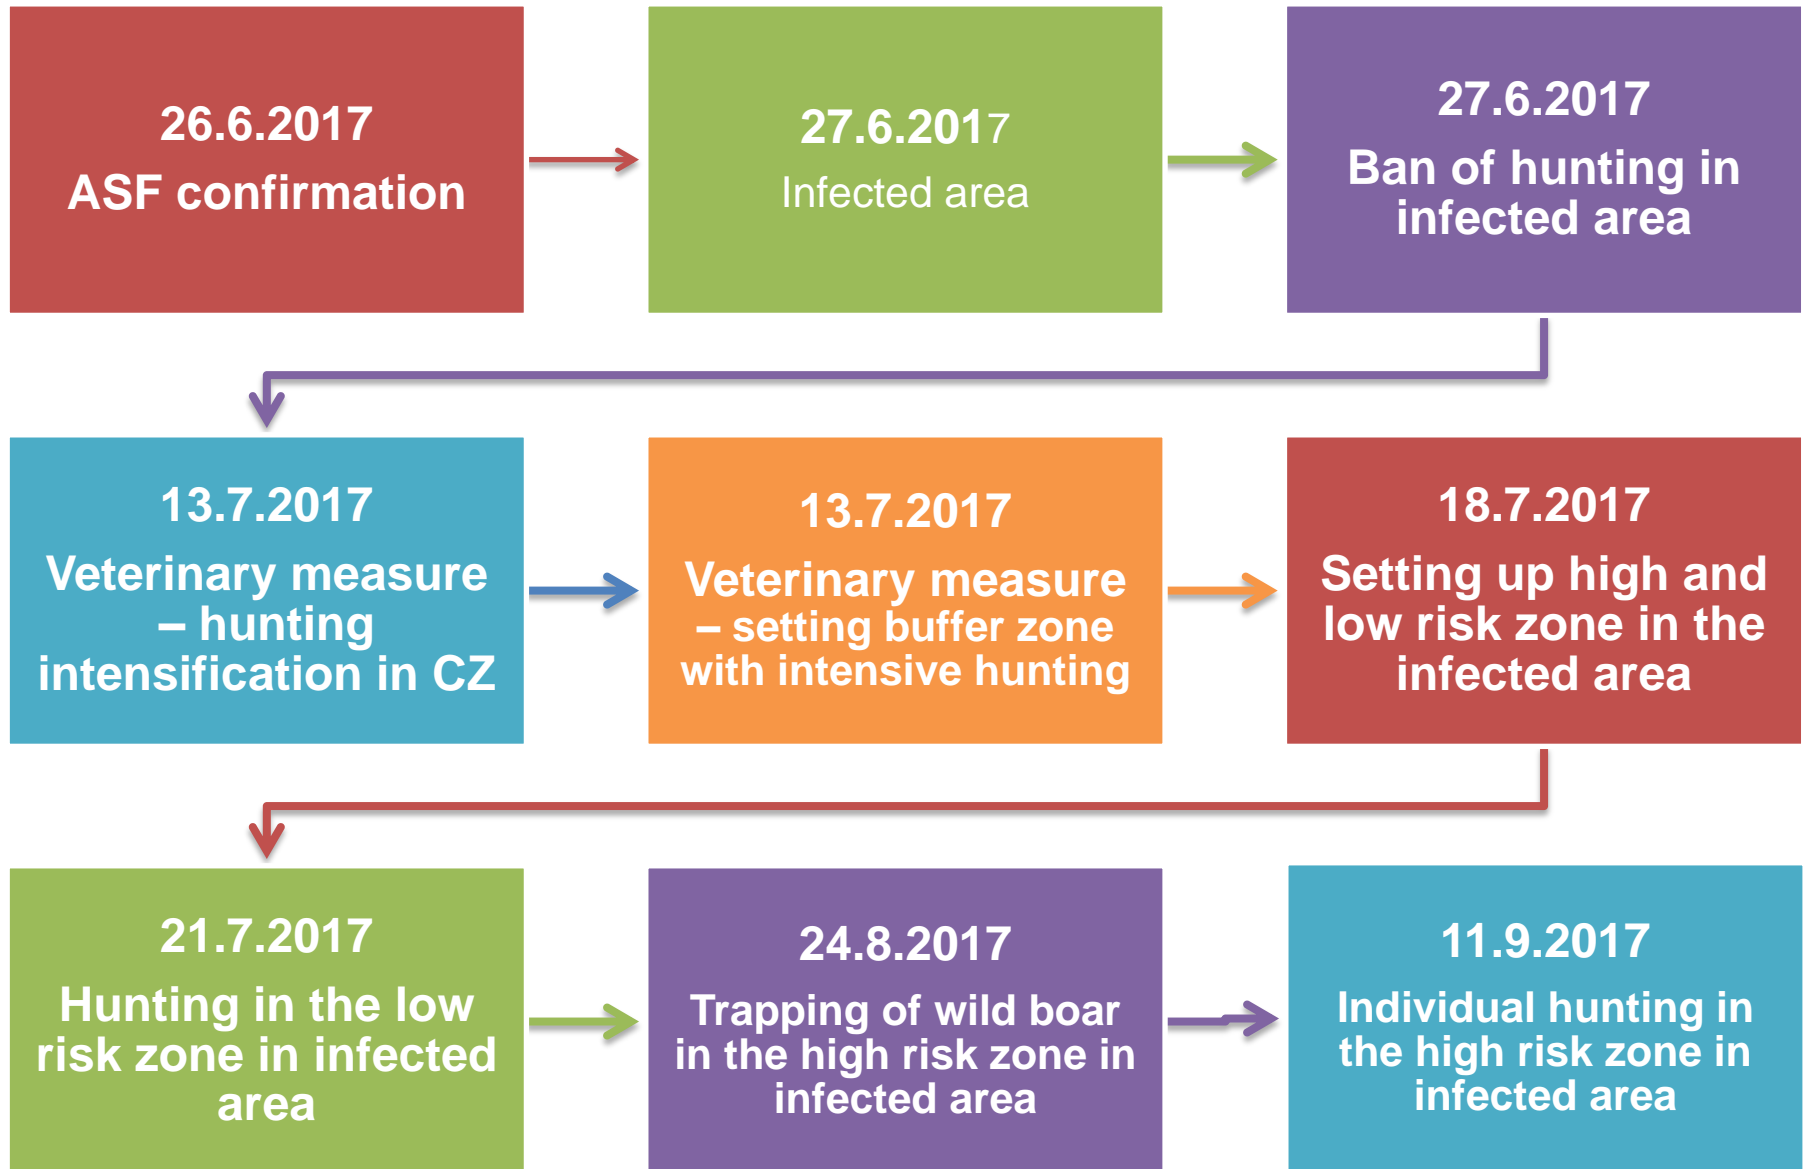 26.6.2017
ASF confirmation
27.6.2017
Infected area
27.6.2017
Ban of hunting in
infected area
13.7.2017
Veterinary measure
– hunting
intensification in CZ
13.7.2017
Veterinary measure
– setting buffer zone
with intensive hunting
18.7.2017
Setting up high and
low risk zone in the
infected area
21.7.2017
Hunting in the low
risk zone in infected
area
24.8.2017
Trapping of wild boar
in the high risk zone in
infected area
11.9.2017
Individual hunting in
the high risk zone in
infected area